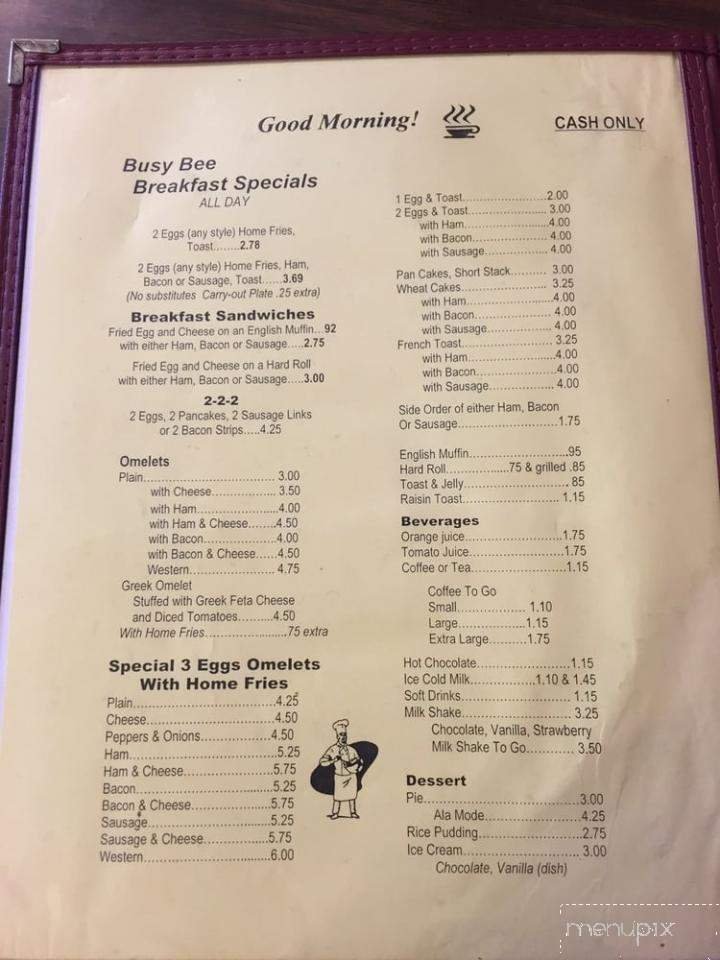 Good Morning!
CASH ONLY
Busy Bee
Breakfast Specials
ALL DAY
2 Eggs (any style) Home Fries,
Toast........2.78
2 Eggs (any style) Home Fries, Ham,
Bacon or Sausage, Toast......3.69
(No substitutes Carry-out Plate .25 extra)
Breakfast Sandwiches
Fried Egg and Cheese on an English Muffin...92
with either Ham, Bacon or Sausage.....2.75
Fried Egg and Cheese on a Hard Roll
with either Ham, Bacon or Sausage.....3.00
2-2-2
2 Eggs, 2 Pancakes, 2 Sausage Links
or 2 Bacon Strips.....4.25
Omelets
Plain................................ 3.00
with Cheese................. 3.50
with Ham......................4.00
with Ham & Cheese........4.50
with Bacon....................4.00
with Bacon & Cheese......4.50
Western........................ 4.75
Greek Omelet
Stuffed with Greek Feta Cheese
and Diced Tomatoes..........4.50
With Home Fries........................75 extra
Special 3 Eggs Omelets
With Home Fries
Plain.......................................4.25
Cheese....................................4.50
Peppers & Onions....................4.50
Ham.........................................5.25
Ham & Cheese.........................5.75
Bacon.......................................5.25
Bacon & Cheese.......................5.75
Sausage...................................5.25
Sausage & Cheese...................5.75
Western...................................6.00
1 Egg & Toast........................2.00
2 Eggs & Toast...................... 3.00
with Ham........................4.00
with Bacon..................... 4.00
with Sausage.................. 4.00
Pan Cakes, Short Stack.......... 3.00
Wheat Cakes........................ 3.25
with Ham........................4.00
with Bacon..................... 4.00
with Sausage.................. 4.00
French Toast......................... 3.25
with Ham........................4.00
with Bacon.......................4.00
with Sausage.................. 4.00
Side Order of either Ham, Bacon
Or Sausage.............................1.75
English Muffin............................95
Hard Roll..................75 & grilled .85
Toast & Jelly.............................. .85
Raisin Toast........................... 1.15
Beverages
Orange juice...........................1.75
Tomato Juice..........................1.75
Coffee or Tea..........................1.15
Coffee To Go
Small................... 1.10
Large...................1.15
Extra Large..........1.75
Hot Chocolate.........................1.15
Ice Cold Milk..................1.10 & 1.45
Soft Drinks.............................. 1.15
Milk Shake.............................. 3.25
Chocolate, Vanilla, Strawberry
Milk Shake To Go............ 3.50
Dessert
Pie..........................................3.00
Ala Mode..........................4.25
Rice Pudding...........................2.75
Ice Cream............................... 3.00
Chocolate, Vanilla (dish)
menupix